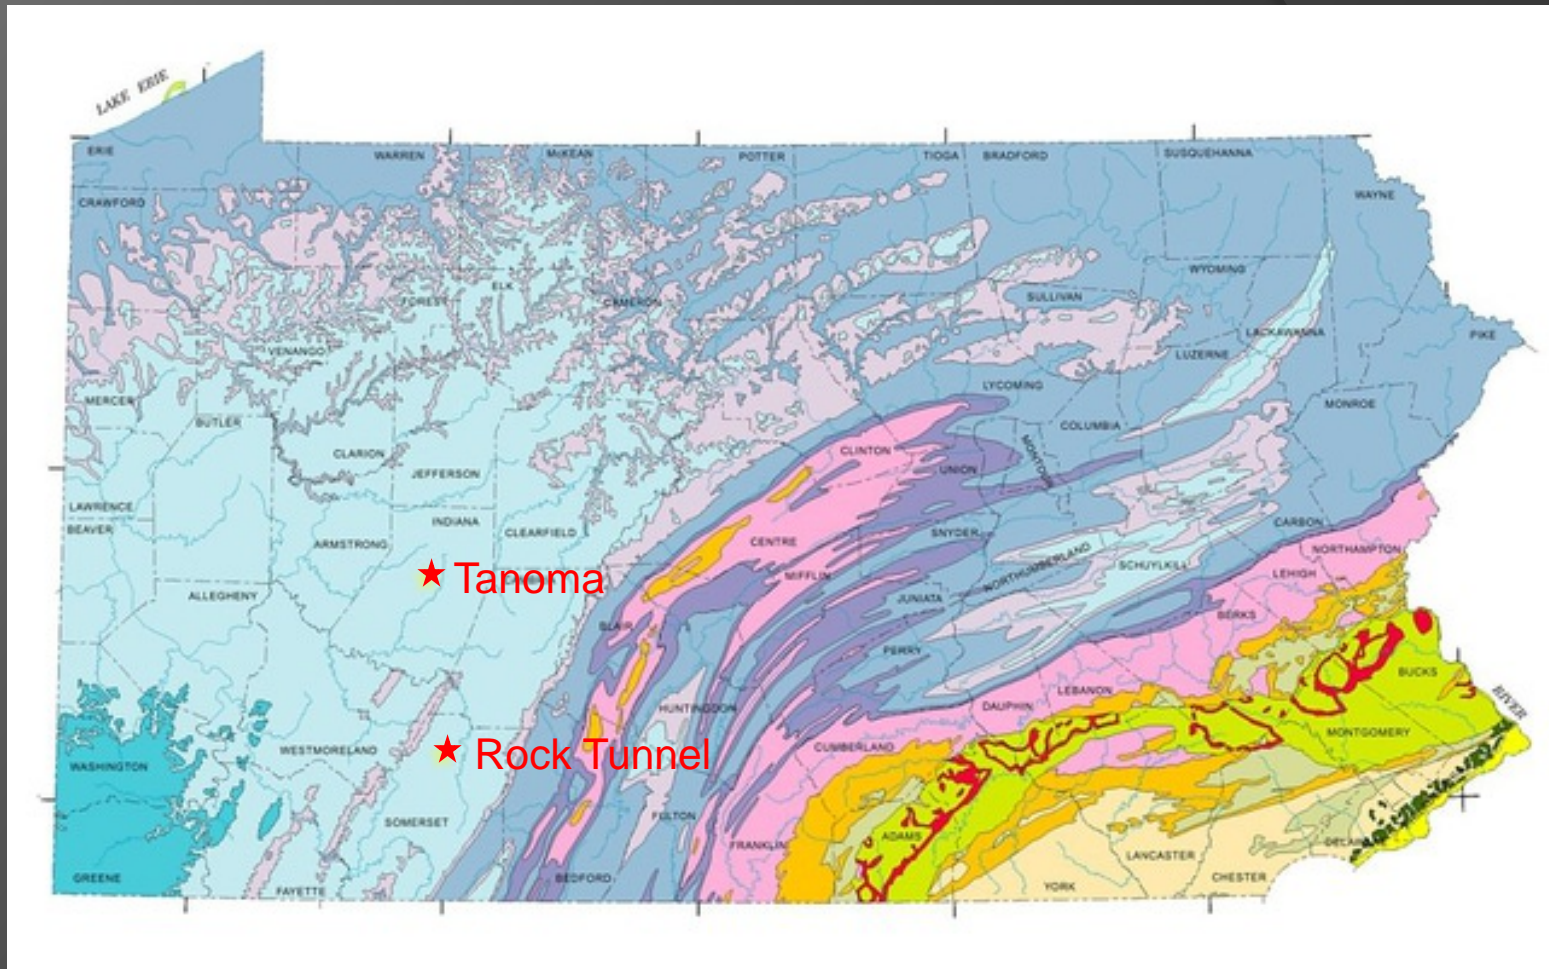 LAKE ERIE
ERIE
WARREN
McKEAN
POTTER
TIOGA
BRADFORD
SUSQUEHANNA
CRAWFORD
WAYNE
WYOMING
ELK
FOREST
CAMERON
SULLIVAN
LACKAWANNA
PIKE
VENANGO
LUZERNE
MERCER
LYCOMING
MONROE
BUTLER
COLUMBIA
CLARION
CLINTON
MONTOUR
UNION
JEFFERSON
LAWRENCE
BEAVER
INDIANA
CLEARFIELD
ARMSTRONG
CENTRE
SNYDER
CARBON
NORTHAMPTON
NORTHUMBERLAND
SCHUYLKILL
LEHIGH
Tanoma
MIFFLIN
ALLEGHENY
JUNIATA
BLAIR
BERKS
PERRY
BUCKS
HUNTINGDON
LEBANON
DAUPHIN
RIVER
WESTMORELAND
Rock Tunnel
CUMBERLAND
MONTGOMERY
WASHINGTON
SOMERSET
FULTON
FRANKLIN
ADAMS
LANCASTER
GREENE
FAYETTE
BEDFORD
YORK
CHESTER